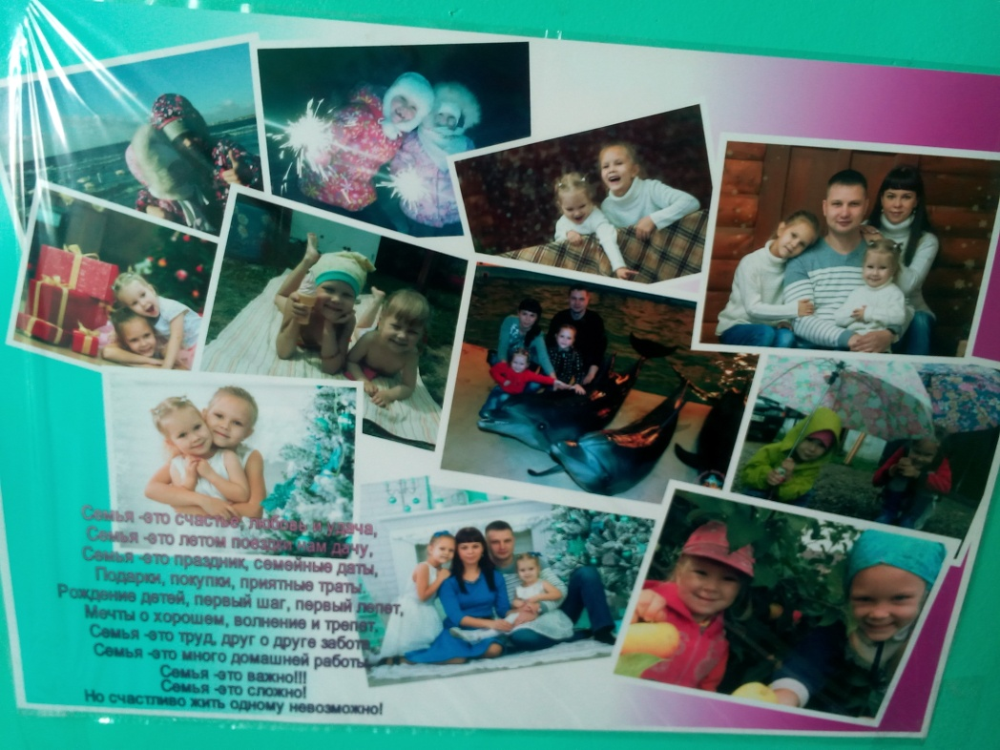 Семья -это счастье, любовь и удача,
Семья -это летом поездки нам дачу,
Семья -это праздник, семейные даты,
Подарки, покупки, приятные траты
Рождение детей, первый шаг, первый лепет,
Мечты о хорошем, волнение и трепет,
Семья -это труд, друг о друге забота,
Семья -это много домашней работы
Семья -это важно!!!
Семья -это сложно!
Но счастливо жить одному невозможно!